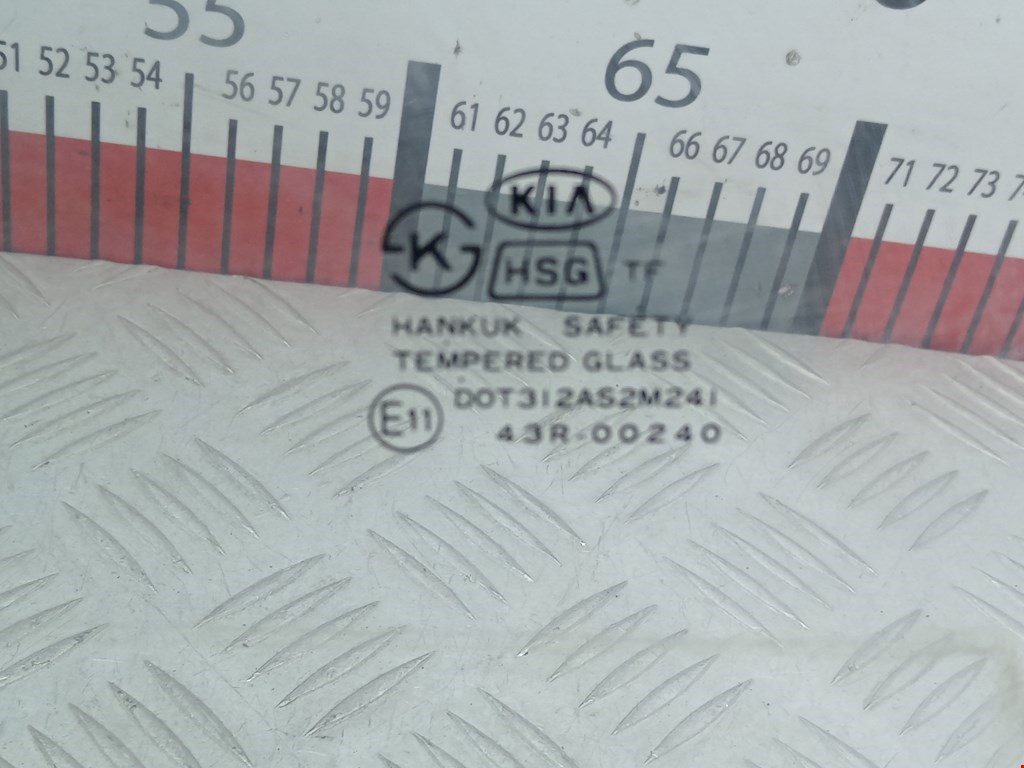 55
65
51 52 53 54 56 57 58 59 61 62 63 64 66 67 68 69 71 72 73
KIA
K HSG TF
HANKUK SAFETY
TEMPERED GLASS
E11 DOT312AS2M241
43R-00240